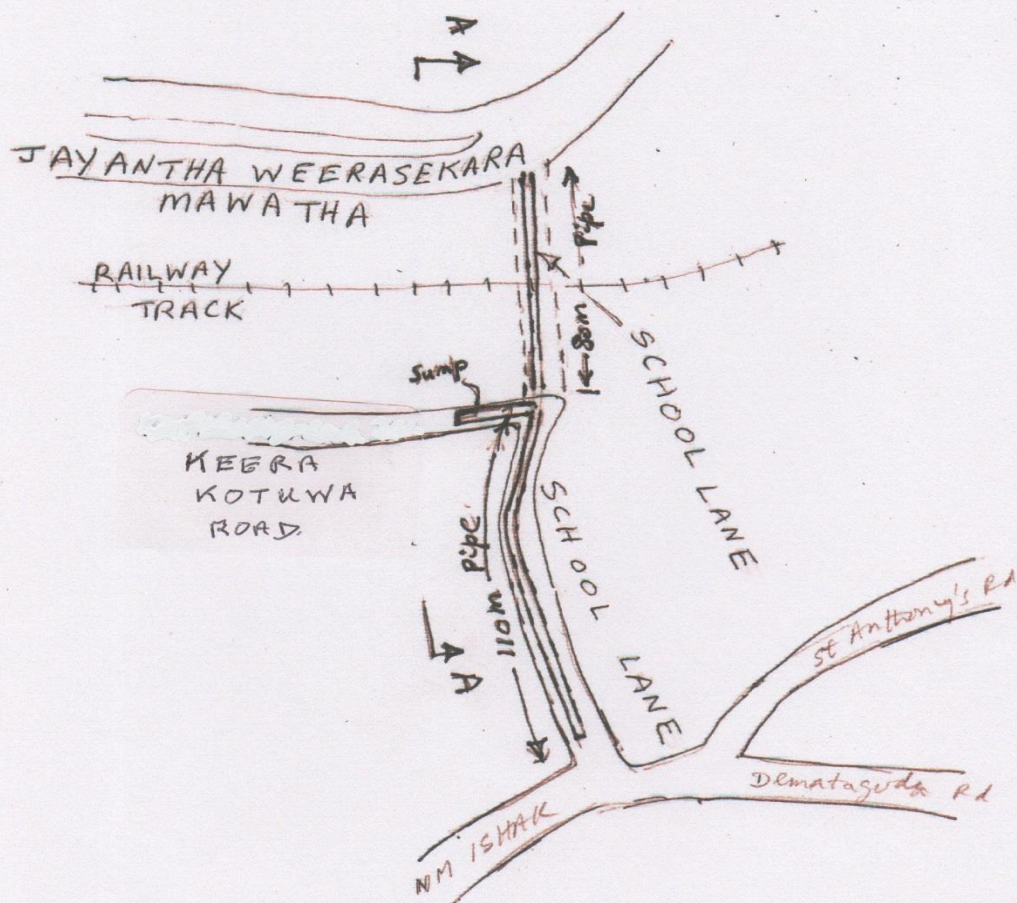 A
JAYANTHA WEERASEKARA
MAWATHA
Pipe
RAILWAY
TRACK
80m
SCHOOL LANE
Sump
KEERA
KOTUWA
ROAD.
SCHOOL LANE
110m Pipe
A
St Anthony's Rd
Dematagoda Rd
NM ISHAK